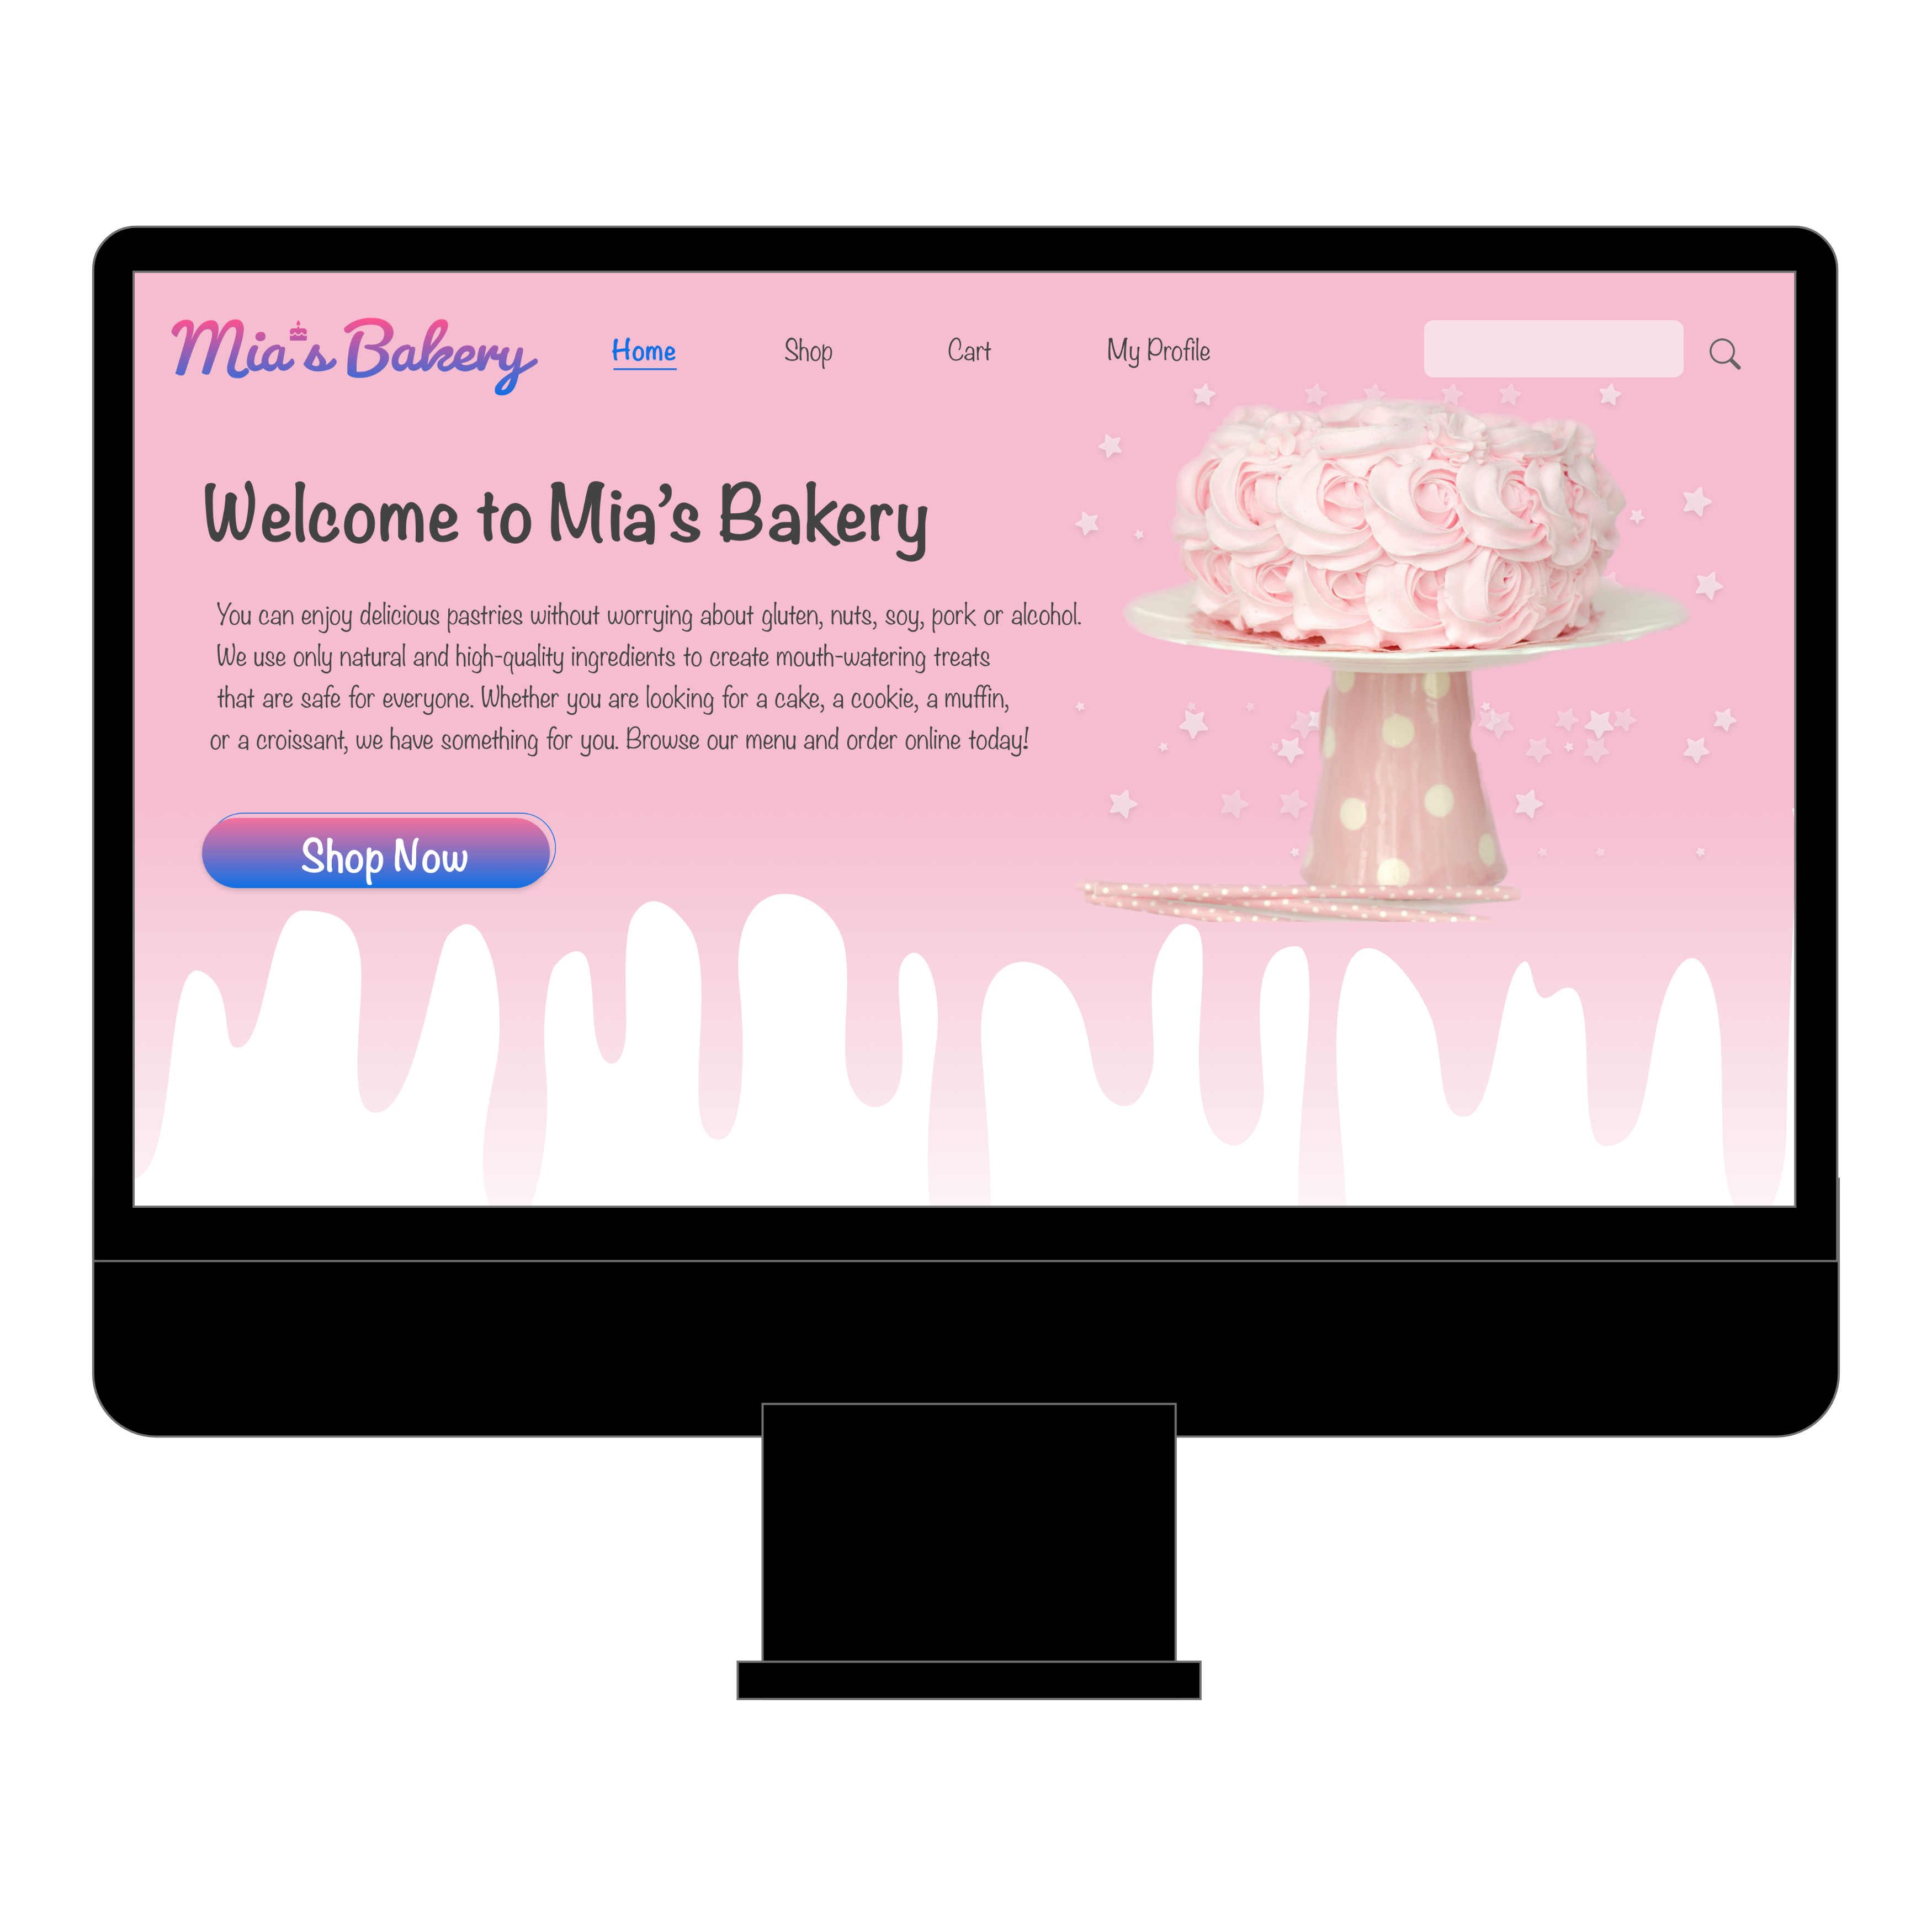 Mia's Bakery
Home
Shop
Cart
My Profile
Welcome to Mia’s Bakery
You can enjoy delicious pastries without worrying about gluten, nuts, soy, pork or alcohol.
We use only natural and high-quality ingredients to create mouth-watering treats
that are safe for everyone. Whether you are looking for a cake, a cookie, a muffin,
or a croissant, we have something for you. Browse our menu and order online today!
Shop Now